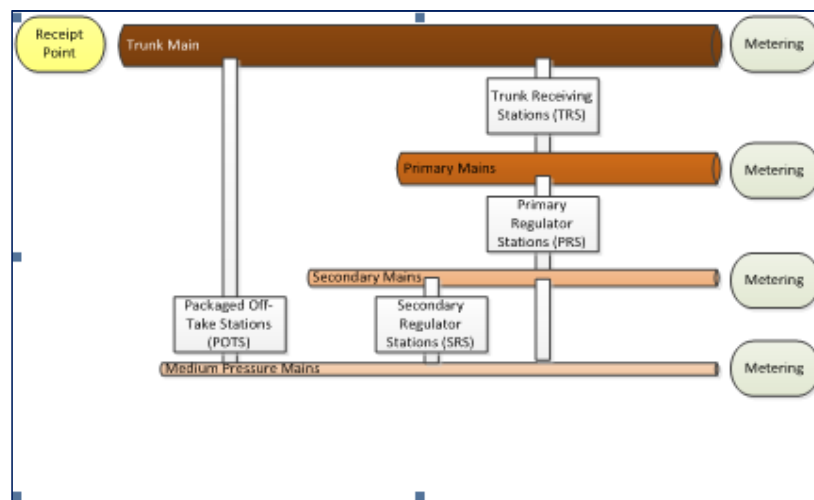 Receipt
Point
Trunk Main
Metering
Trunk Receiving
Stations (TRS)
Primary Mains
Metering
Primary
Regulator
Stations (PRS)
Secondary Mains
Metering
Packaged Off-
Take Stations
(POTS)
Secondary
Regulator
Stations (SRS)
Medium Pressure Mains
Metering